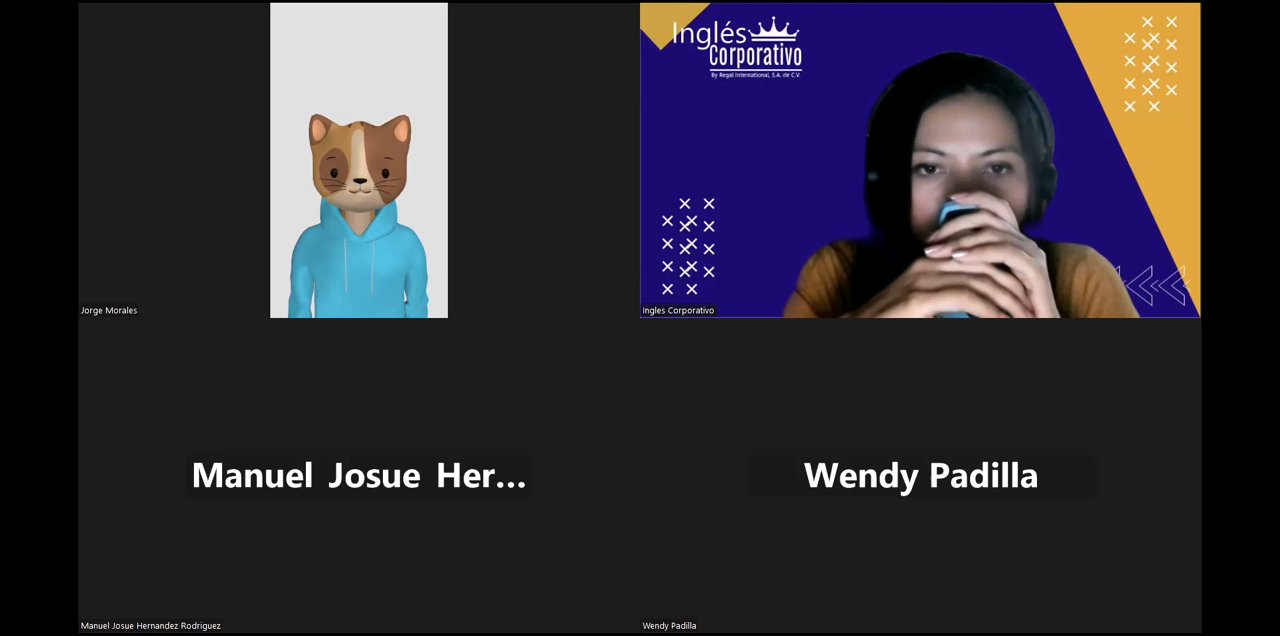 Inglés
Corporativo
By Regal International, S.A. de C.V.
Jorge Morales
Ingles Corporativo
Manuel Josue Her...
Wendy Padilla
Manuel Josue Hernandez Rodriguez
Wendy Padilla